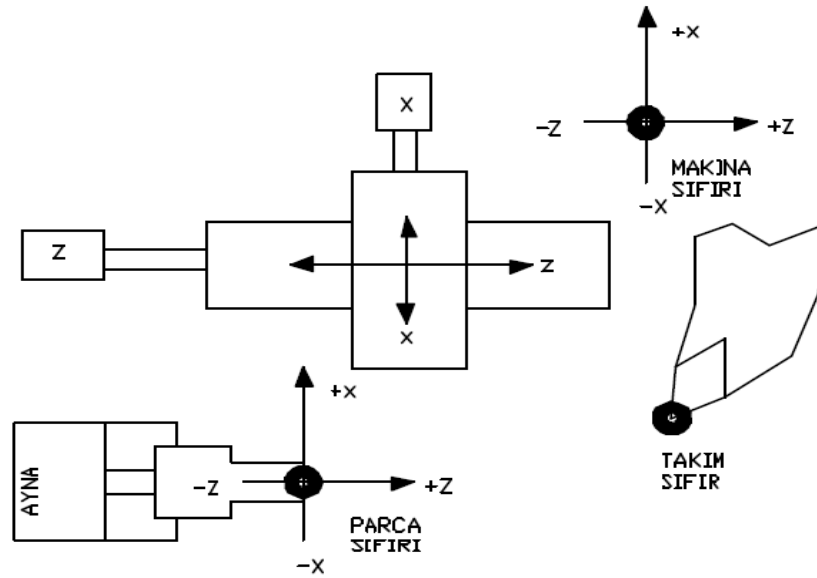 +X
X
-Z
+Z
MAKINA
SIFIRI
-X
Z
Z
X
+X
AYNA
-Z
+Z
PARCA
SIFIRI
-X
TAKIM
SIFIR